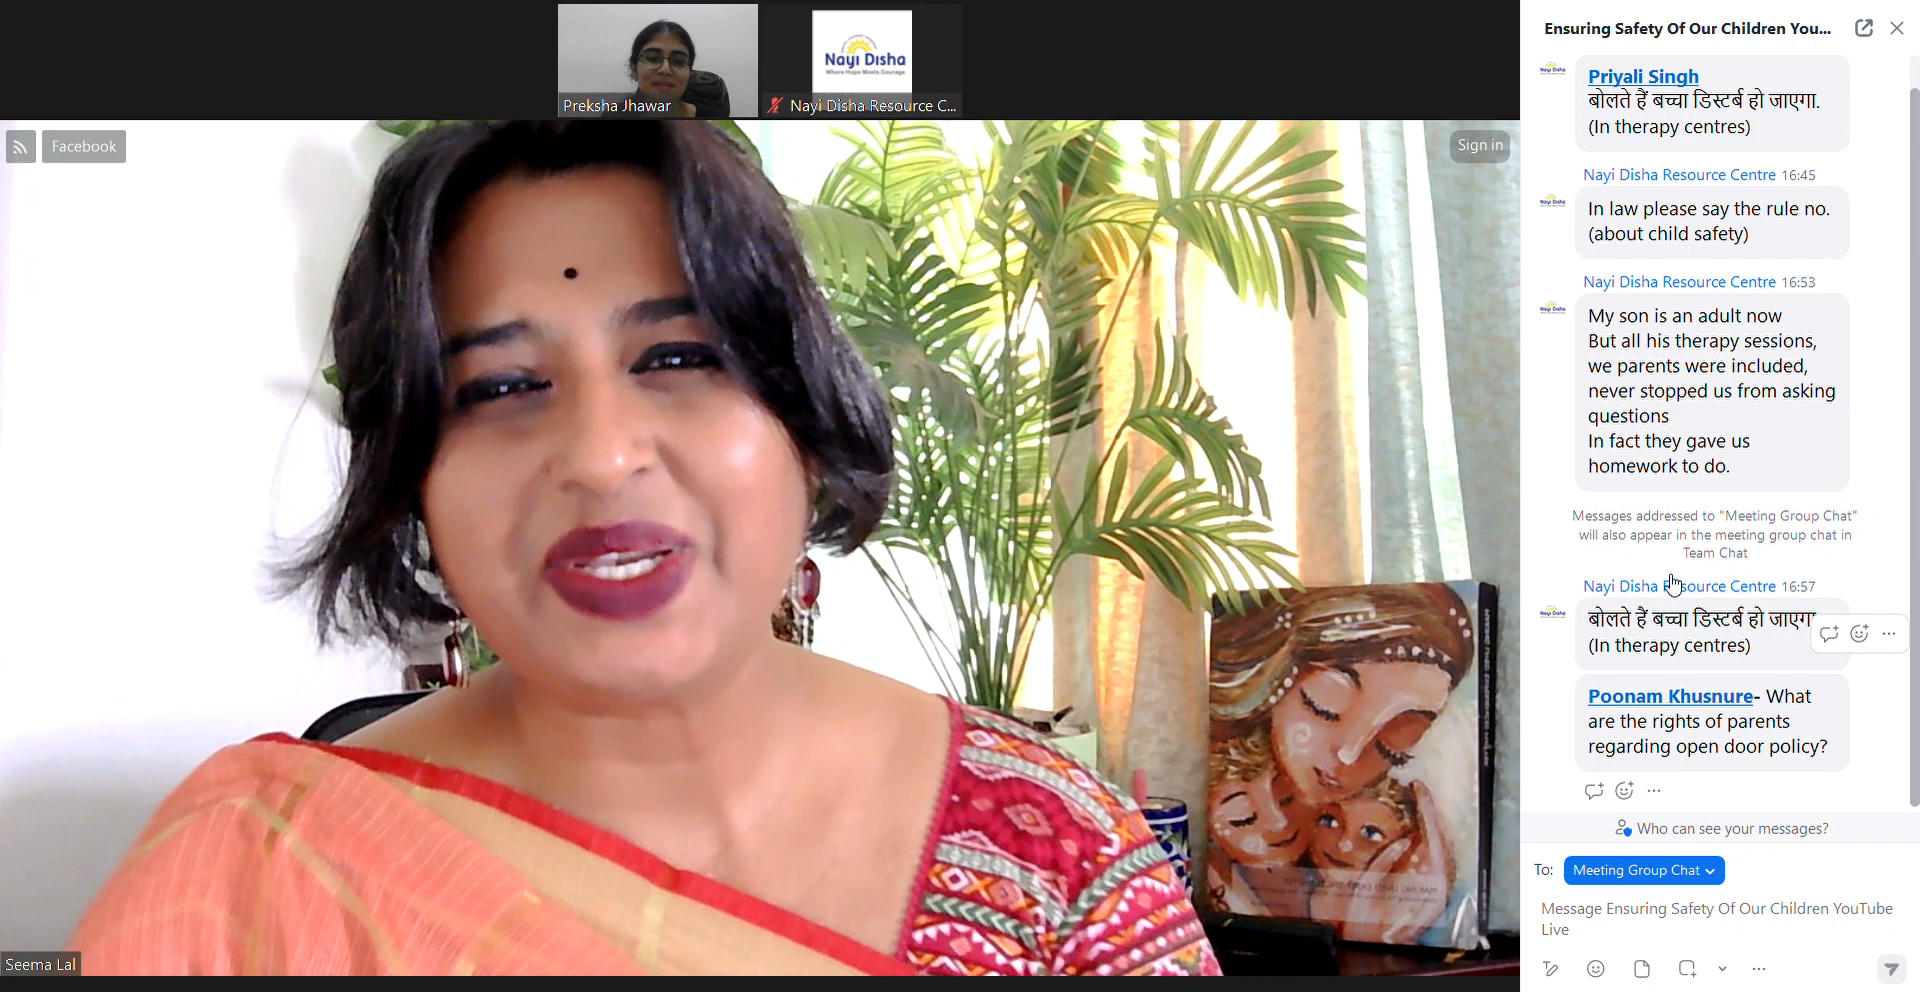 Preksha Jhawar
Nayi Disha
Where Hope Meets Courage
Nayi Disha Resource C...
Facebook
Sign in
Seema Lal
Ensuring Safety Of Our Children You...
Priyali Singh
बोलते हैं बच्चा डिस्टर्ब हो जाएगा.
(In therapy centres)
Nayi Disha Resource Centre 16:45
In law please say the rule no.
(about child safety)
Nayi Disha Resource Centre 16:53
My son is an adult now
But all his therapy sessions,
we parents were included,
never stopped us from asking
questions
In fact they gave us
homework to do.
Messages addressed to "Meeting Group Chat"
will also appear in the meeting group chat in
Team Chat
Nayi Disha Resource Centre 16:57
बोलते हैं बच्चा डिस्टर्ब हो जाएगा
(In therapy centres)
Poonam Khusnure- What
are the rights of parents
regarding open door policy?
Who can see your messages?
To: Meeting Group Chat
Message Ensuring Safety Of Our Children YouTube
Live